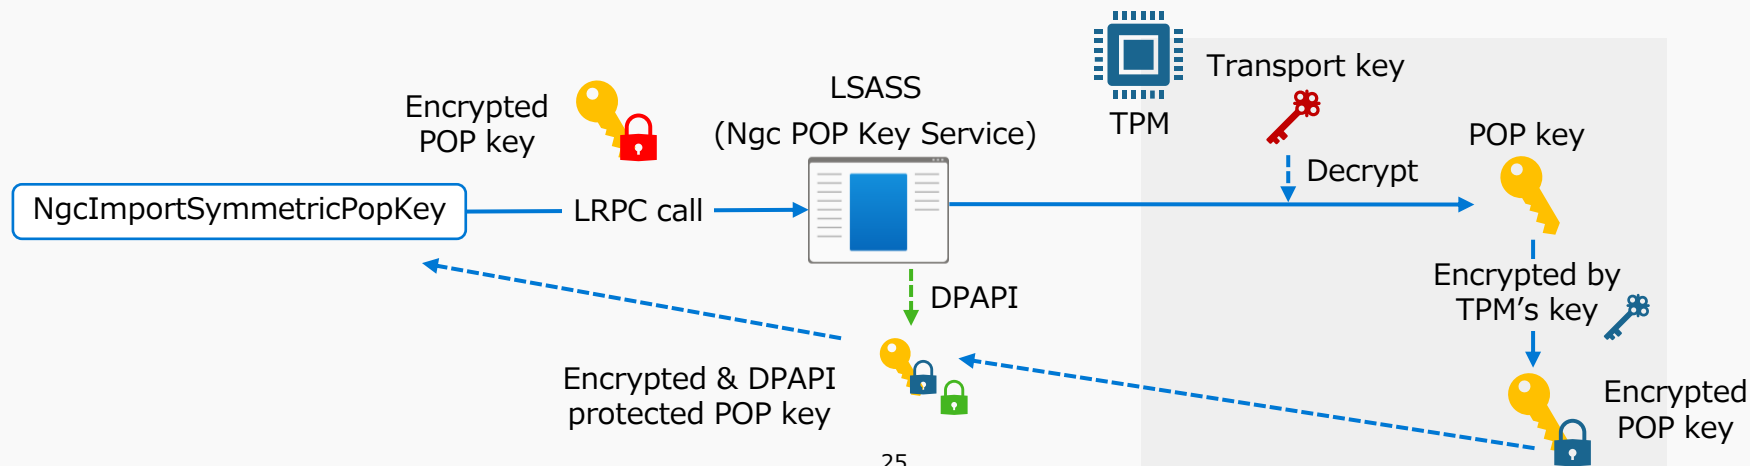 Encrypted
POP key
NgcImportSymmetricPopKey
LRPC call
LSASS
(Ngc POP Key Service)
TPM
Transport key
Decrypt
POP key
Encrypted by
TPM's key
Encrypted
POP key
DPAPI
Encrypted & DPAPI
protected POP key
25